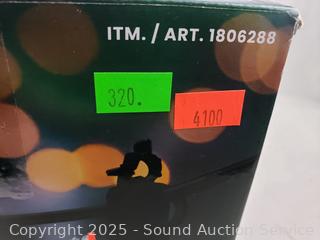 ITM. / ART. 1806288
320.
4100
Copyright 2025 - Sound Auction Service